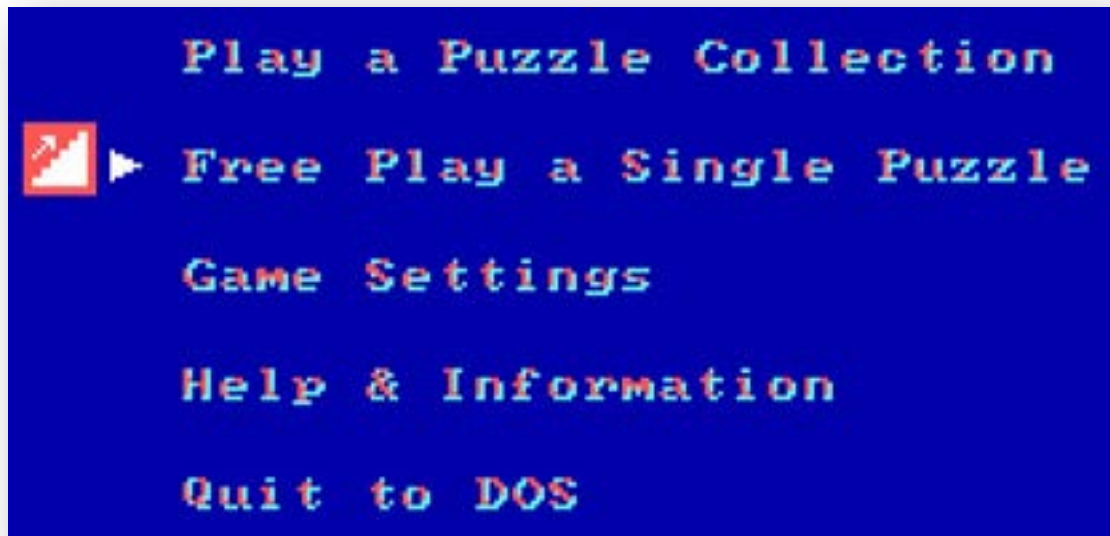 Play a Puzzle Collection
Free Play a Single Puzzle
Game Settings
Help & Information
Quit to DOS